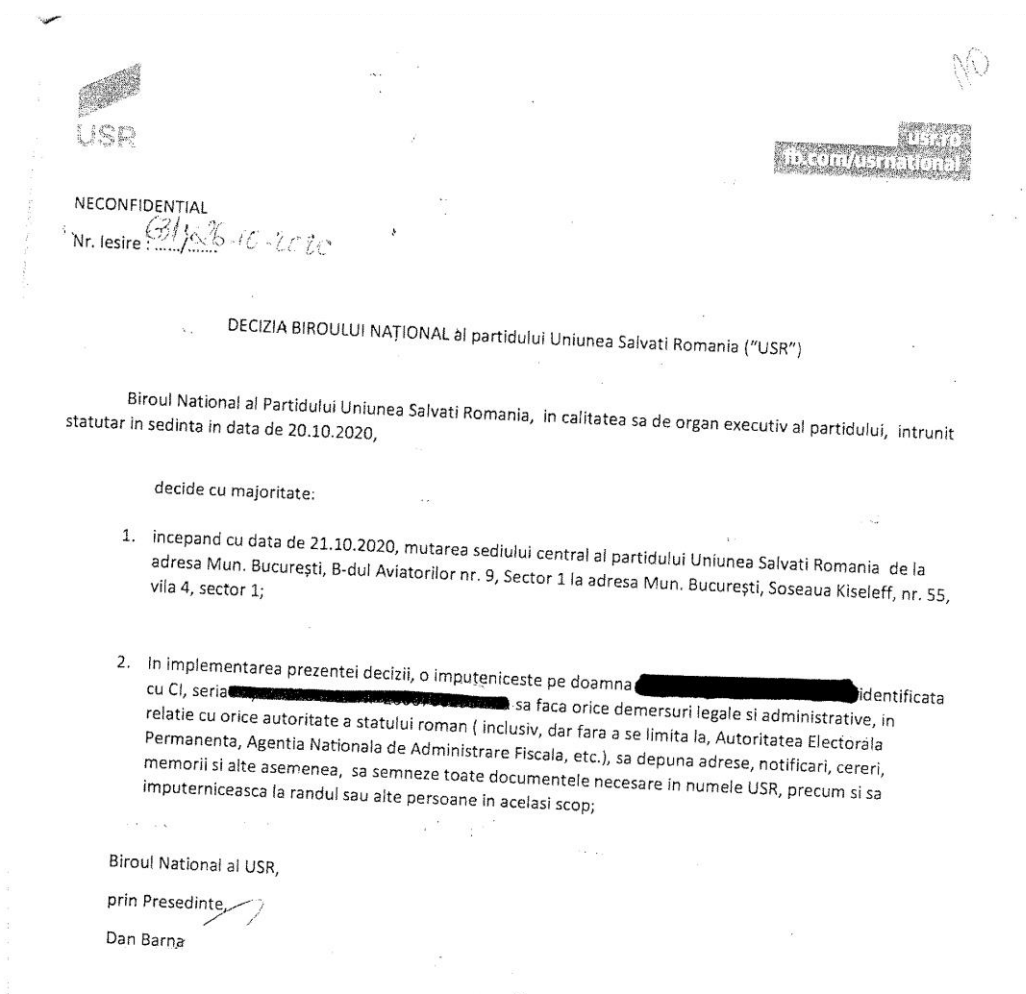 USR
usr.ro
fb.com/usrnational
NECONFIDENTIAL
Nr. Iesire : 26-10-2020
DECIZIA BIROULUI NAȚIONAL al partidului Uniunea Salvati Romania ("USR")
Biroul National al Partidului Uniunea Salvati Romania, in calitatea sa de organ executiv al partidului, intrunit
statutar in sedinta in data de 20.10.2020,
decide cu majoritate:
1. incepand cu data de 21.10.2020, mutarea sediului central al partidului Uniunea Salvati Romania de la
adresa Mun. București, B-dul Aviatorilor nr. 9, Sector 1 la adresa Mun. București, Soseaua Kiseleff, nr. 55,
vila 4, sector 1;
2. In implementarea prezentei decizii, o imputeniceste pe doamna identificata
cu CI, seria sa faca orice demersuri legale si administrative, in
relatie cu orice autoritate a statului roman ( inclusiv, dar fara a se limita la, Autoritatea Electorala
Permanenta, Agentia Nationala de Administrare Fiscala, etc.), sa depuna adrese, notificari, cereri,
memorii si alte asemenea, sa semneze toate documentele necesare in numele USR, precum si sa
imputerniceasca la randul sau alte persoane in acelasi scop;
Biroul National al USR,
prin Presedinte,
Dan Barna